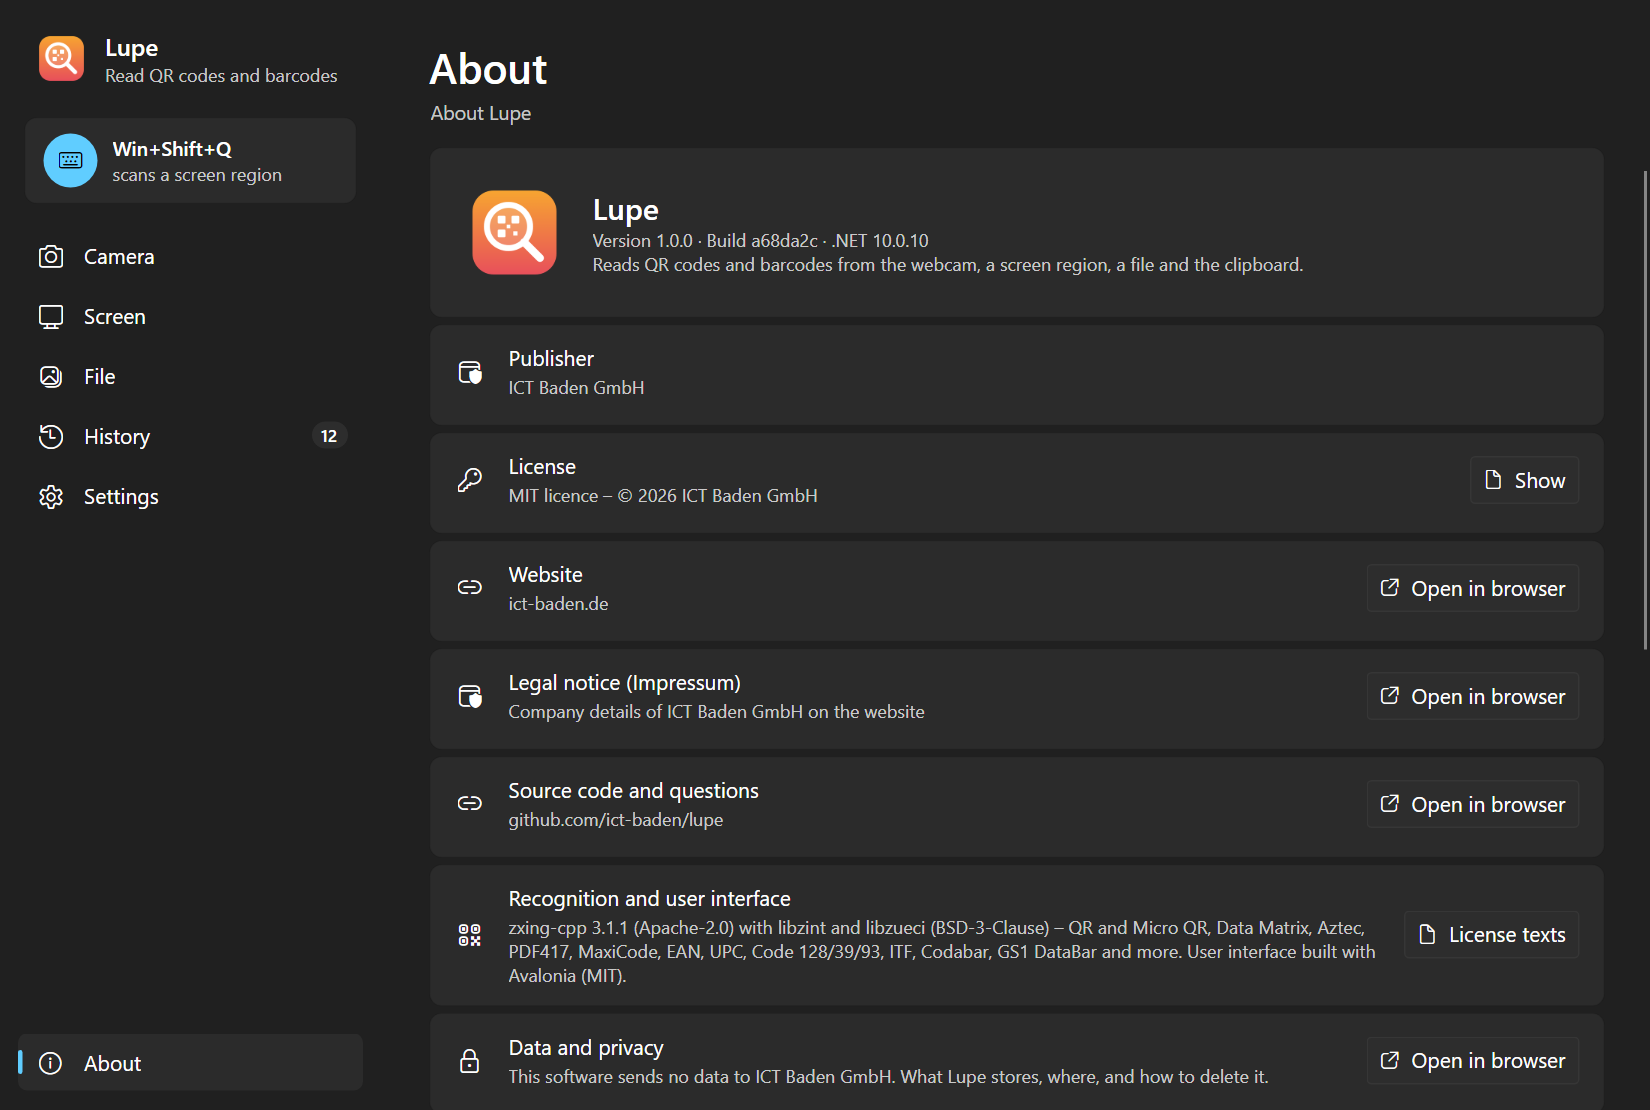 Lupe
Read QR codes and barcodes
Win+Shift+Q
scans a screen region
Camera
Screen
File
History
12
Settings
About
About
About Lupe
Lupe
Version 1.0.0 · Build a68da2c · .NET 10.0.10
Reads QR codes and barcodes from the webcam, a screen region, a file and the clipboard.
Publisher
ICT Baden GmbH
License
MIT licence – © 2026 ICT Baden GmbH
Show
Website
ict-baden.de
Open in browser
Legal notice (Impressum)
Company details of ICT Baden GmbH on the website
Open in browser
Source code and questions
github.com/ict-baden/lupe
Open in browser
Recognition and user interface
zxing-cpp 3.1.1 (Apache-2.0) with libzint and libzueci (BSD-3-Clause) – QR and Micro QR, Data Matrix, Aztec,
PDF417, MaxiCode, EAN, UPC, Code 128/39/93, ITF, Codabar, GS1 DataBar and more. User interface built with
Avalonia (MIT).
License texts
Data and privacy
This software sends no data to ICT Baden GmbH. What Lupe stores, where, and how to delete it.
Open in browser